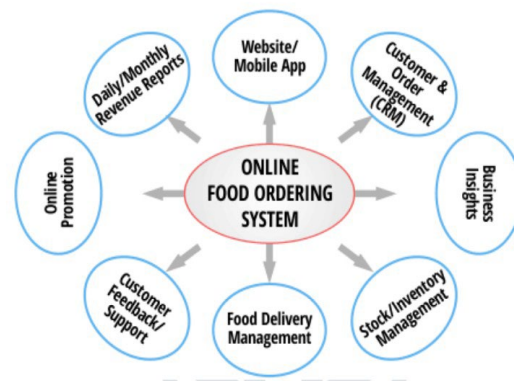 Website/
Mobile App
Customer &
Order
Management
(CRM)
Daily/Monthly
Revenue Reports
ONLINE
FOOD ORDERING
SYSTEM
Online
Promotion
Business
Insights
Customer
Feedback/
Support
Food Delivery
Management
Stock/Inventory
Management